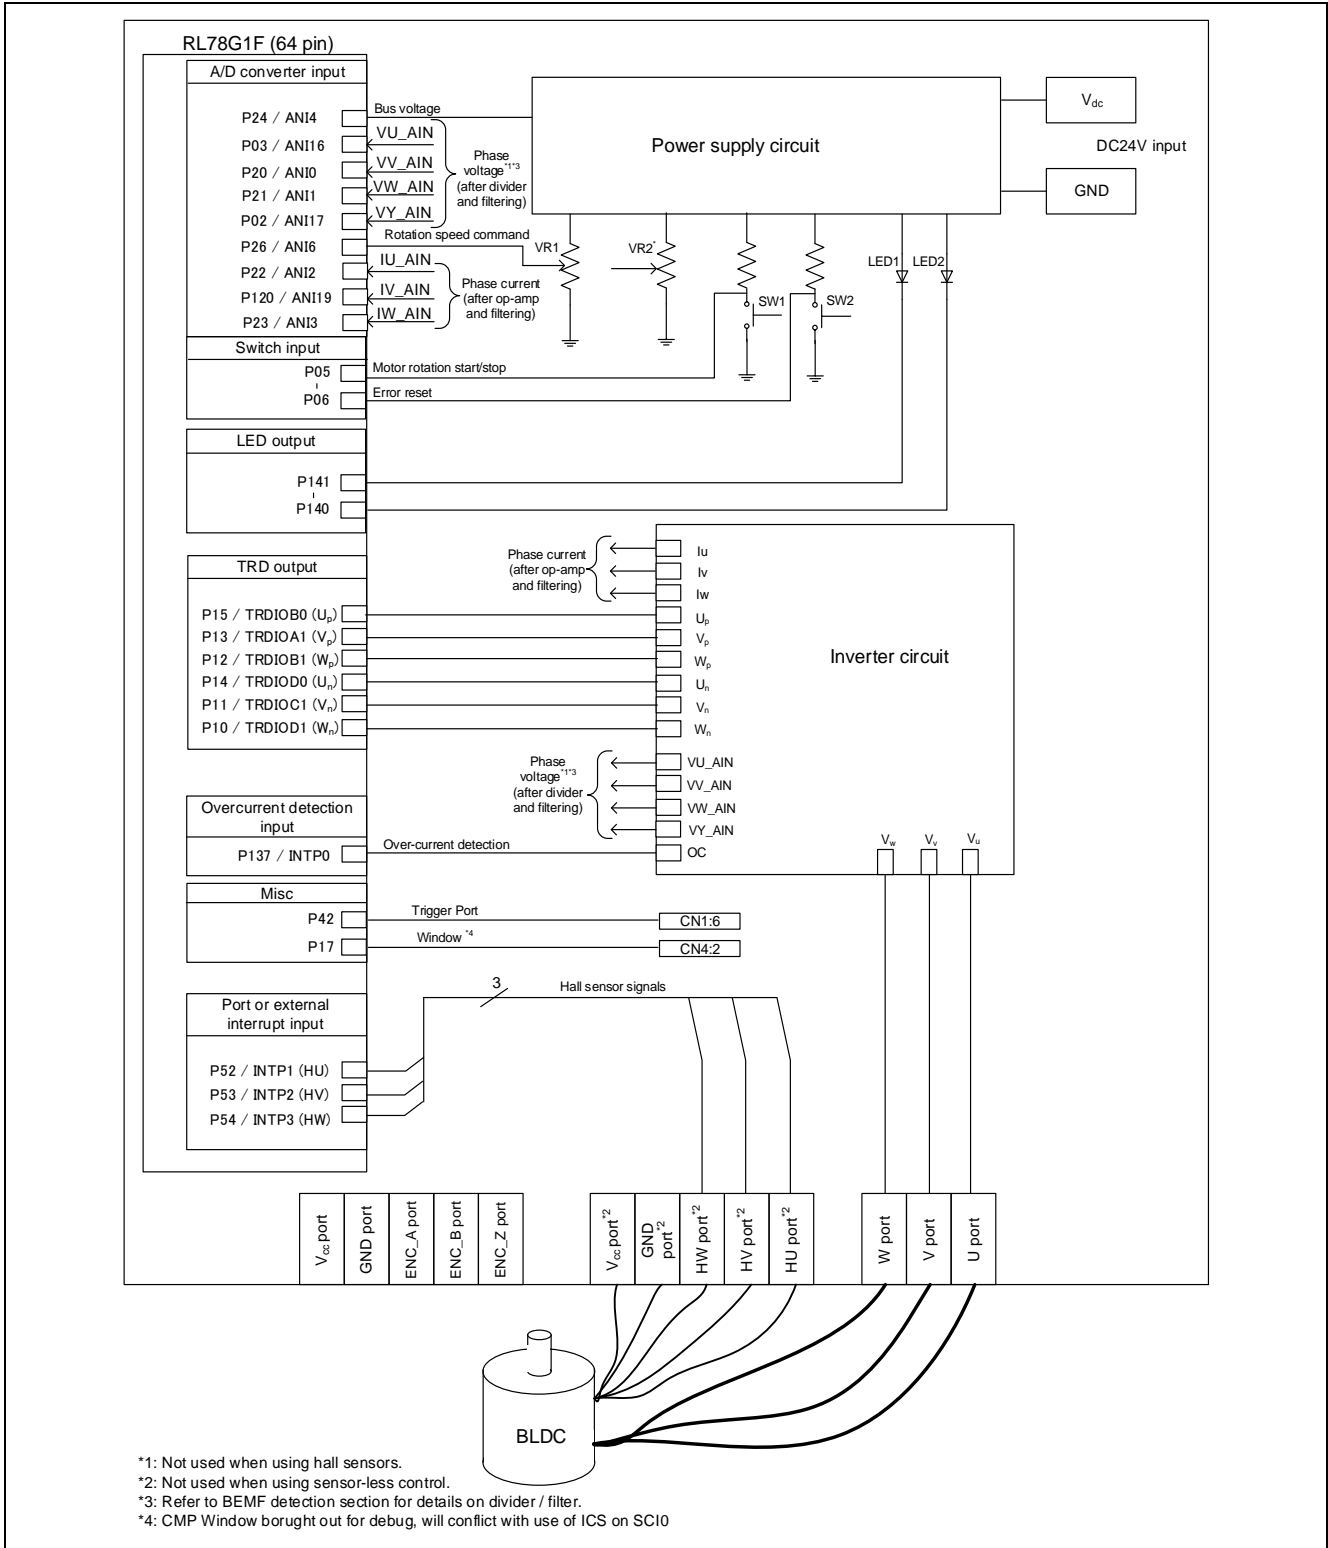 RL78G1F (64 pin)
A/D converter input
P24 / ANI4
P03 / ANI16
P20 / ANI0
P21 / ANI1
P02 / ANI17
P26 / ANI6
P22 / ANI2
P120 / ANI19
P23 / ANI3
Bus voltage
VU_AIN
VV_AIN
VW_AIN
VY_AIN
Phase
voltage*1*3
(after divider
and filtering)
Rotation speed command
IU_AIN
IV_AIN
IW_AIN
Phase current
(after op-amp
and filtering)
Power supply circuit
Vdc
DC24V input
GND
VR1
VR2*
SW1
SW2
LED1
LED2
Switch input
P05
P06
Motor rotation start/stop
Error reset
LED output
P141
P140
TRD output
P15 / TRDIOB0 (Up)
P13 / TRDIOA1 (Vp)
P12 / TRDIOB1 (Wp)
P14 / TRDIOD0 (Un)
P11 / TRDIOC1 (Vn)
P10 / TRDIOD1 (Wn)
Phase current
(after op-amp
and filtering)
Iu
Iv
Iw
Up
Vp
Wp
Un
Vn
Wn
Inverter circuit
Phase
voltage*1*3
(after divider
and filtering)
VU_AIN
VV_AIN
VW_AIN
VY_AIN
OC
Vw
Vv
Vu
Overcurrent detection
input
P137 / INTP0
Over-current detection
Misc
P42
P17
Trigger Port
Window *4
CN1:6
CN4:2
Port or external
interrupt input
P52 / INTP1 (HU)
P53 / INTP2 (HV)
P54 / INTP3 (HW)
3
Hall sensor signals
Vcc port
GND port
ENC_A port
ENC_B port
ENC_Z port
Vcc port*2
GND
port*2
HW port*2
HV port*2
HU port*2
W port
V port
U port
BLDC
*1: Not used when using hall sensors.
*2: Not used when using sensor-less control.
*3: Refer to BEMF detection section for details on divider / filter.
*4: CMP Window borught out for debug, will conflict with use of ICS on SCI0